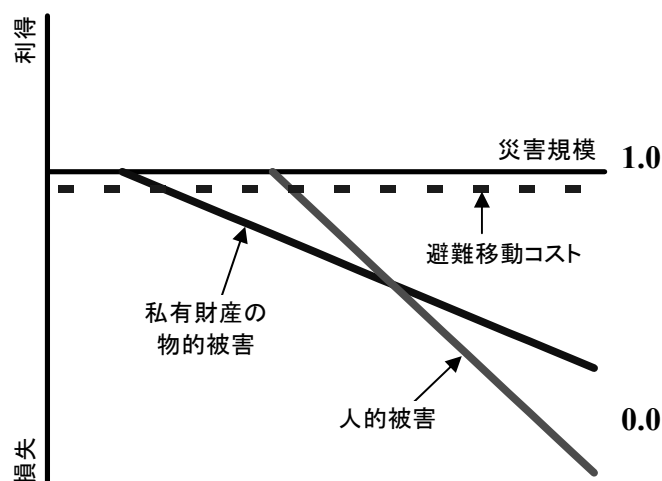 利得
災害規模
1.0
避難移動コスト
私有財産の
物的被害
人的被害
0.0
損失